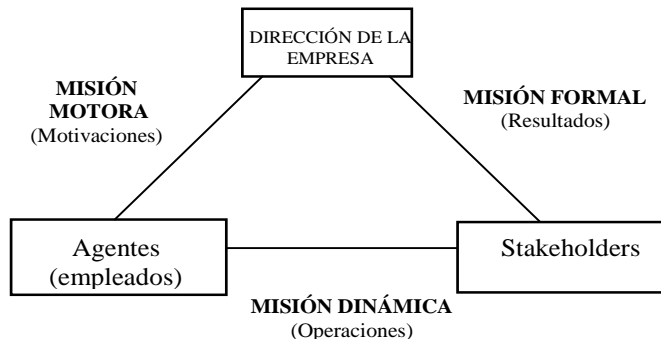 DIRECCIÓN DE LA
EMPRESA
MISIÓN
MOTORA
(Motivaciones)
MISIÓN FORMAL
(Resultados)
Agentes
(empleados)
Stakeholders
MISIÓN DINÁMICA
(Operaciones)